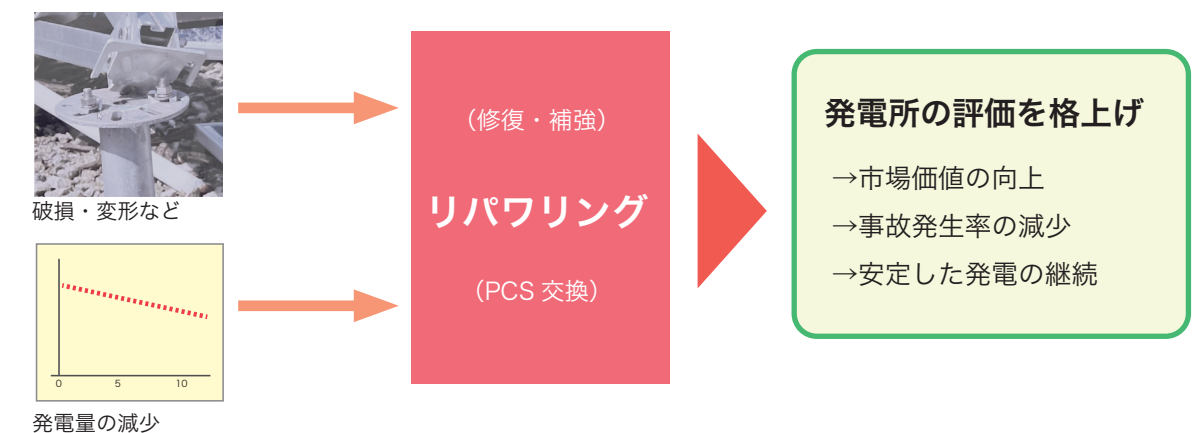 破損・変形など
0 5 10
発電量の減少
（修復・補強）
リパワリング
（PCS 交換）
発電所の評価を格上げ
→市場価値の向上
→事故発生率の減少
→安定した発電の継続